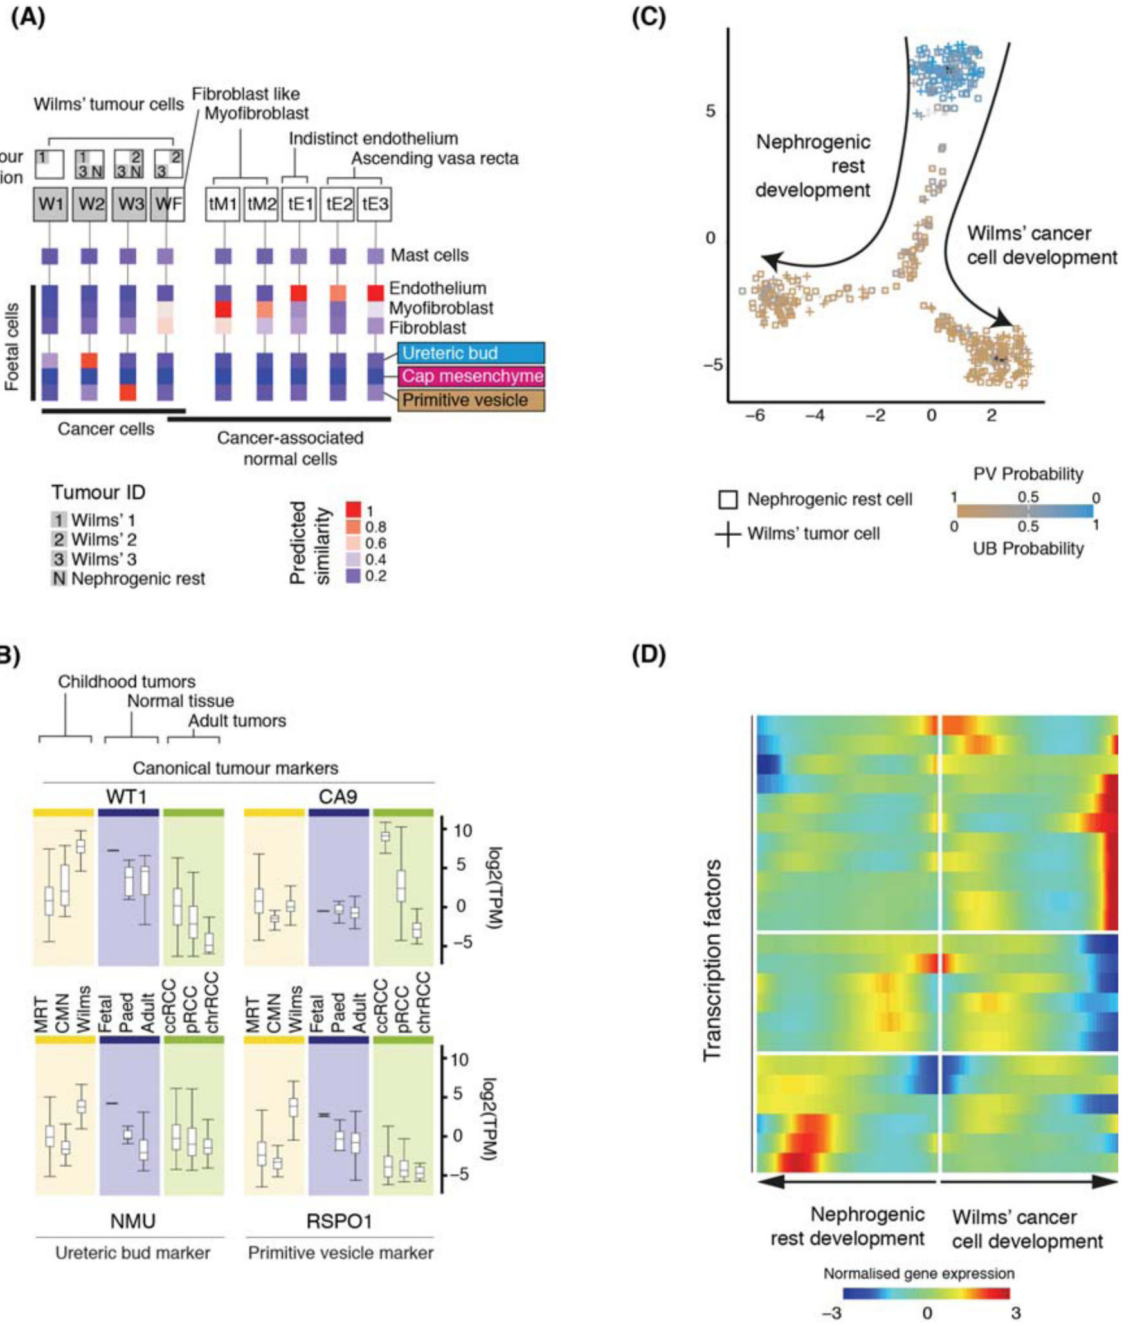 (A)
Wilms' tumour cells
Fibroblast like
Myofibroblast
Indistinct endothelium
Ascending vasa recta
our
ion
1
1
3 N
2
3 N
2
3
W1 W2 W3 WF tM1 tM2 tE1 tE2 tE3
Mast cells
Endothelium
Myofibroblast
Fibroblast
Ureteric bud
Cap mesenchyme
Primitive vesicle
Foetal cells
Cancer cells
Cancer-associated
normal cells
Tumour ID
1 Wilms' 1
2 Wilms' 2
3 Wilms' 3
N Nephrogenic rest
Predicted
similarity
1
0.8
0.6
0.4
0.2
B)
Childhood tumors
Normal tissue
Adult tumors
Canonical tumour markers
WT1 CA9
10
5
0
−5
log2(TPM)
MRT CMN Wilms Fetal Paed Adult ccRCC pRCC chrRCC MRT CMN Wilms Fetal Paed Adult ccRCC pRCC chrRCC
10
5
0
−5
log2(TPM)
NMU RSPO1
Ureteric bud marker Primitive vesicle marker
(C)
5
0
−5
−6 −4 −2 0 2
Nephrogenic
rest
development
Wilms' cancer
cell development
Nephrogenic rest cell
Wilms' tumor cell
PV Probability
1 0.5 0
0 0.5 1
UB Probability
(D)
Transcription factors
Nephrogenic
rest development
Wilms' cancer
cell development
Normalised gene expression
−3 0 3